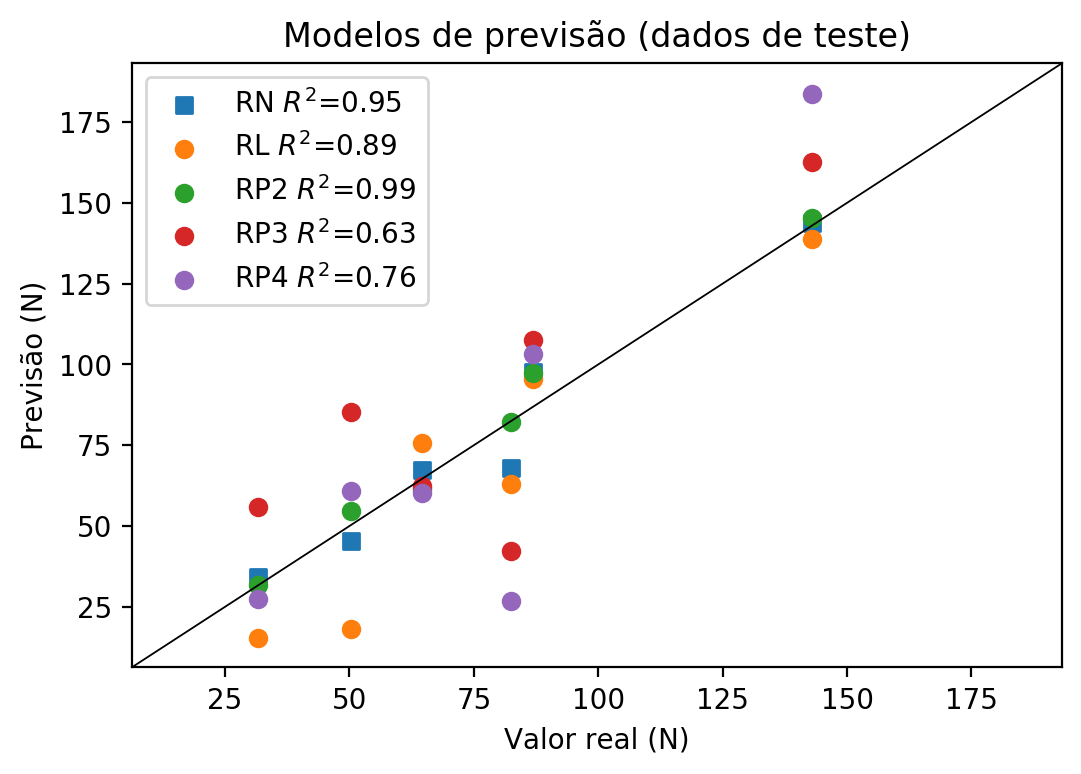 Modelos de previsão (dados de teste)
RN R²=0.95
RL R²=0.89
RP2 R²=0.99
RP3 R²=0.63
RP4 R²=0.76
Previsão (N)
175
150
125
100
75
50
25
25 50 75 100 125 150 175
Valor real (N)